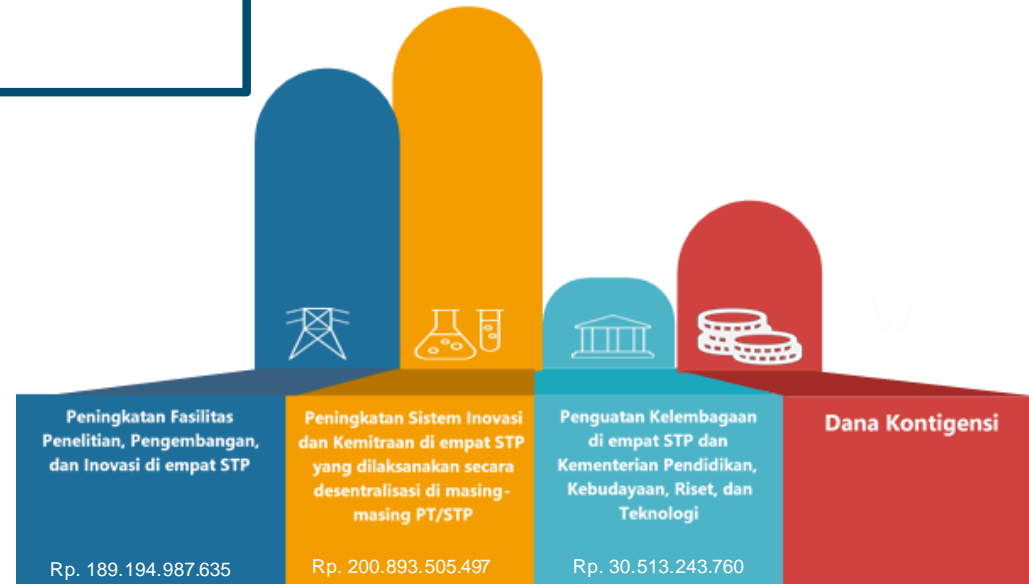 Peningkatan Fasilitas
Penelitian, Pengembangan,
dan Inovasi di empat STP
Rp. 189.194.987.635
Peningkatan Sistem Inovasi
dan Kemitraan di empat STP
yang dilaksanakan secara
desentralisasi di masing-
masing PT/STP
Rp. 200.893.505.497
Penguatan Kelembagaan
di empat STP dan
Kementerian Pendidikan,
Kebudayaan, Riset, dan
Teknologi
Rp. 30.513.243.760
Dana Kontigensi